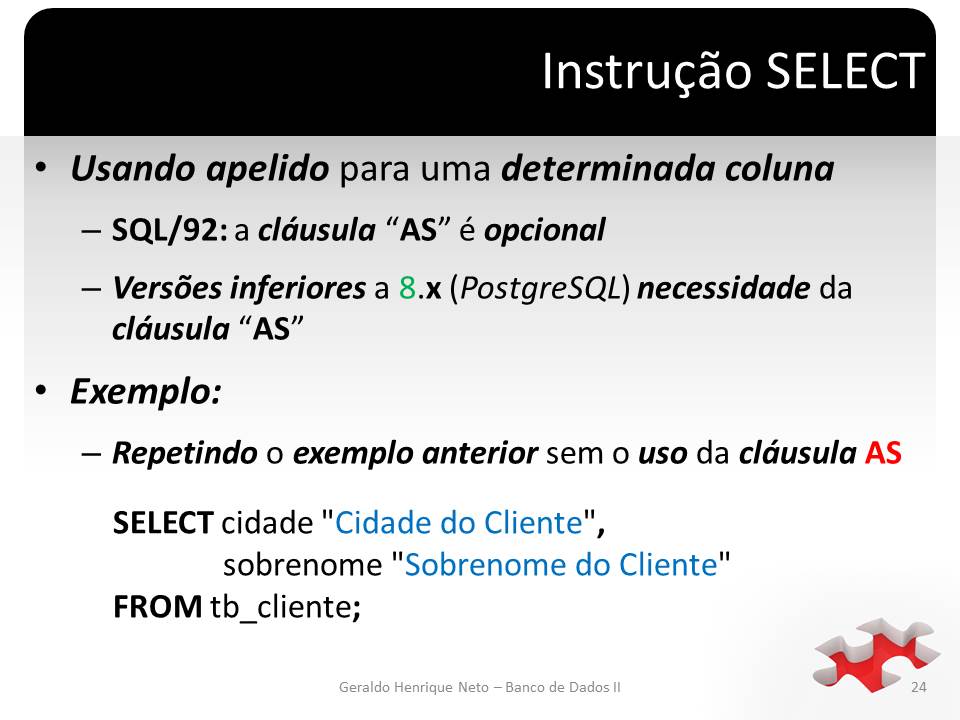 Instrução SELECT
• Usando apelido para uma determinada coluna
– SQL/92: a cláusula “AS” é opcional
– Versões inferiores a 8.x (PostgreSQL) necessidade da
cláusula “AS”
• Exemplo:
– Repetindo o exemplo anterior sem o uso da cláusula AS
SELECT cidade "Cidade do Cliente",
sobrenome "Sobrenome do Cliente"
FROM tb_cliente;
Geraldo Henrique Neto – Banco de Dados II
24